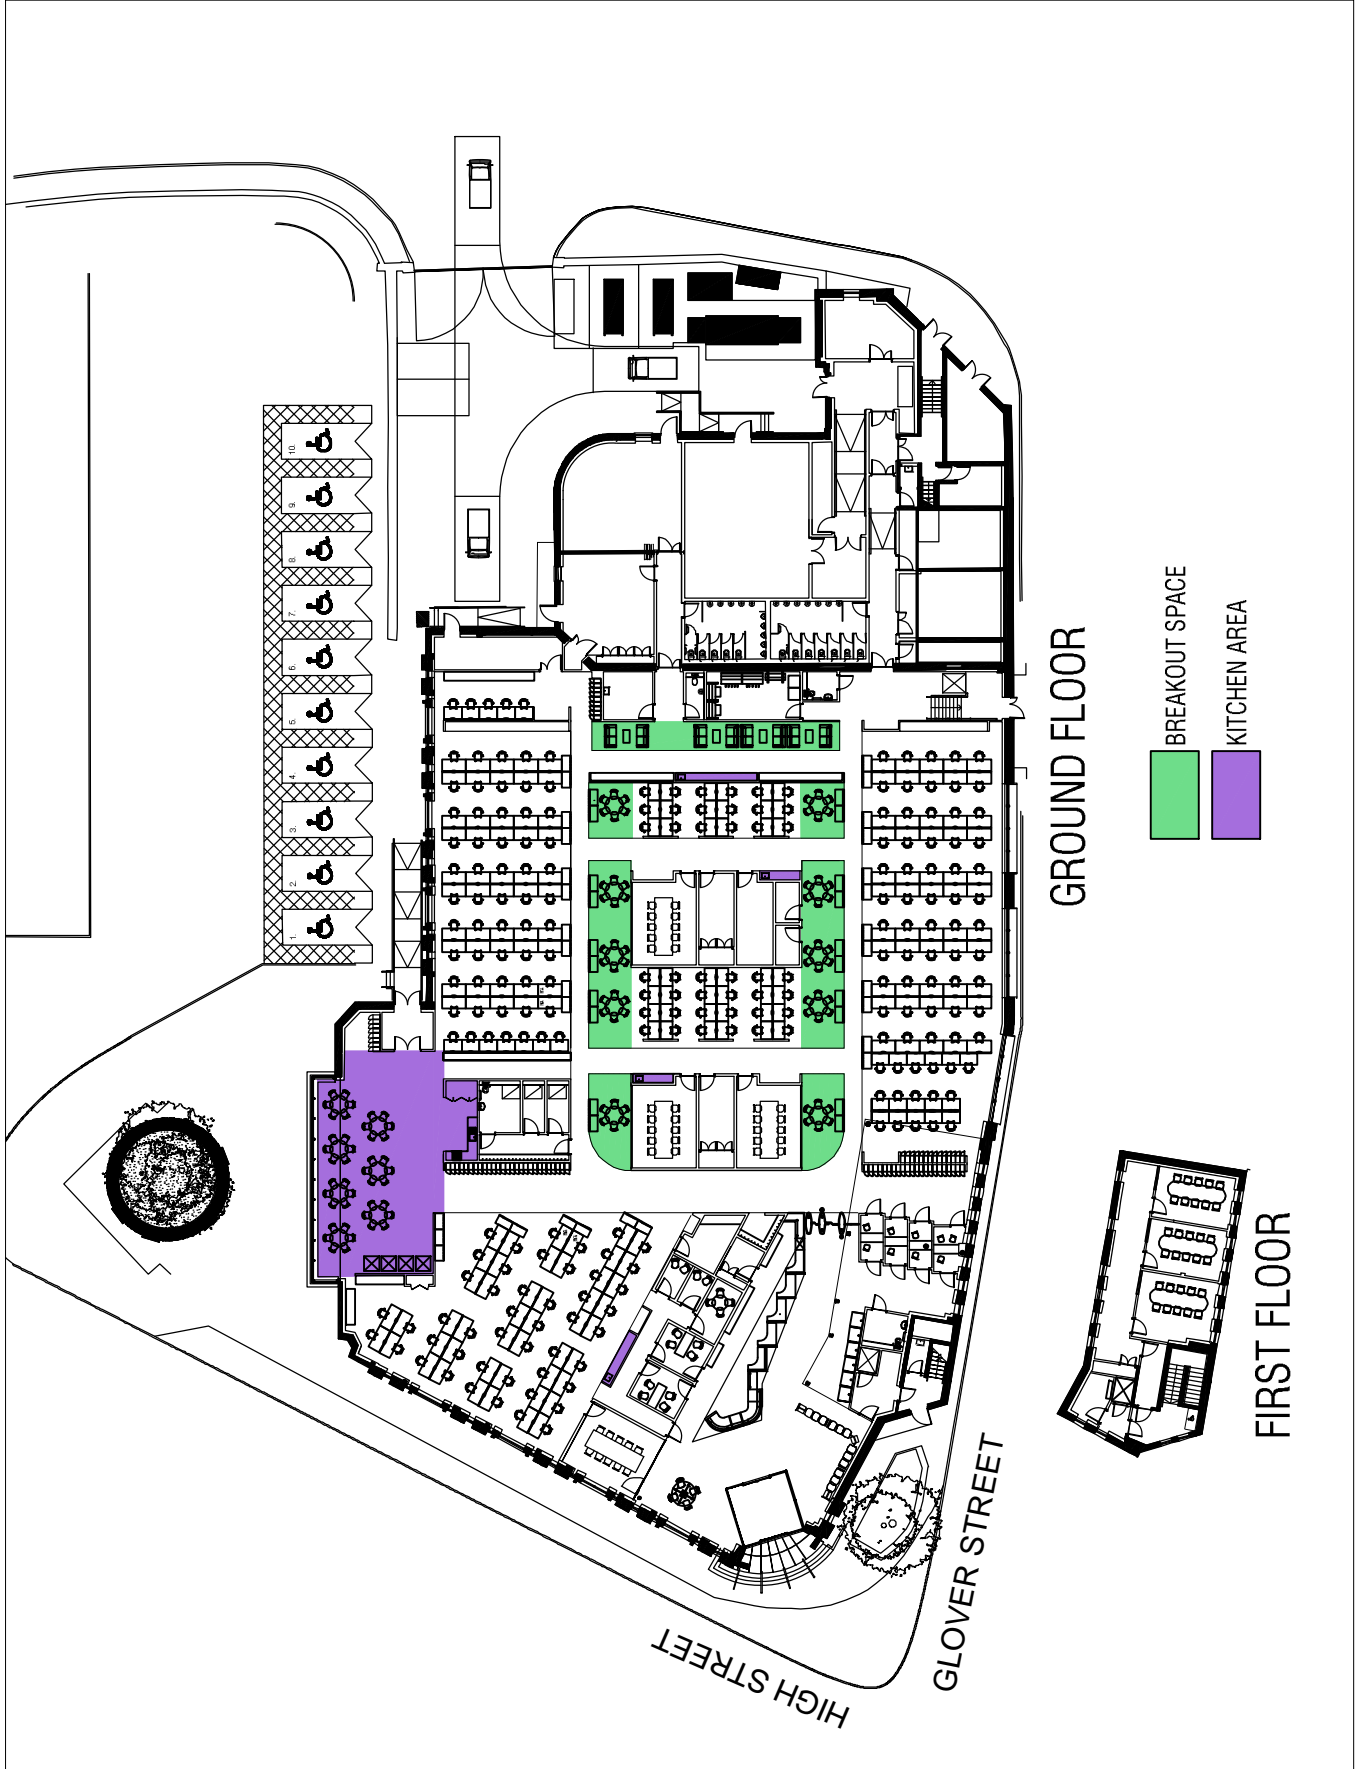 10.
9.
8.
7.
6.
5.
4.
3.
2.
1.
GROUND FLOOR
BREAKOUT SPACE
KITCHEN AREA
FIRST FLOOR
HIGH STREET
GLOVER STREET